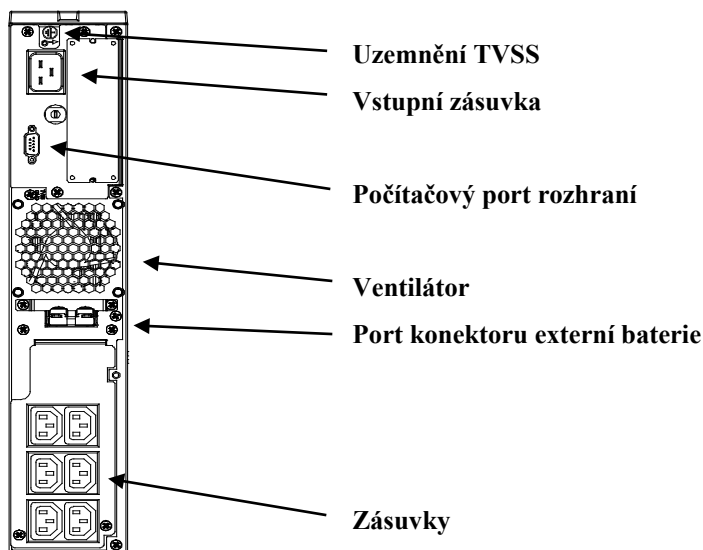 Uzemnění TVSS
Vstupní zásuvka
Počítačový port rozhraní
Ventilátor
Port konektoru externí baterie
Zásuvky